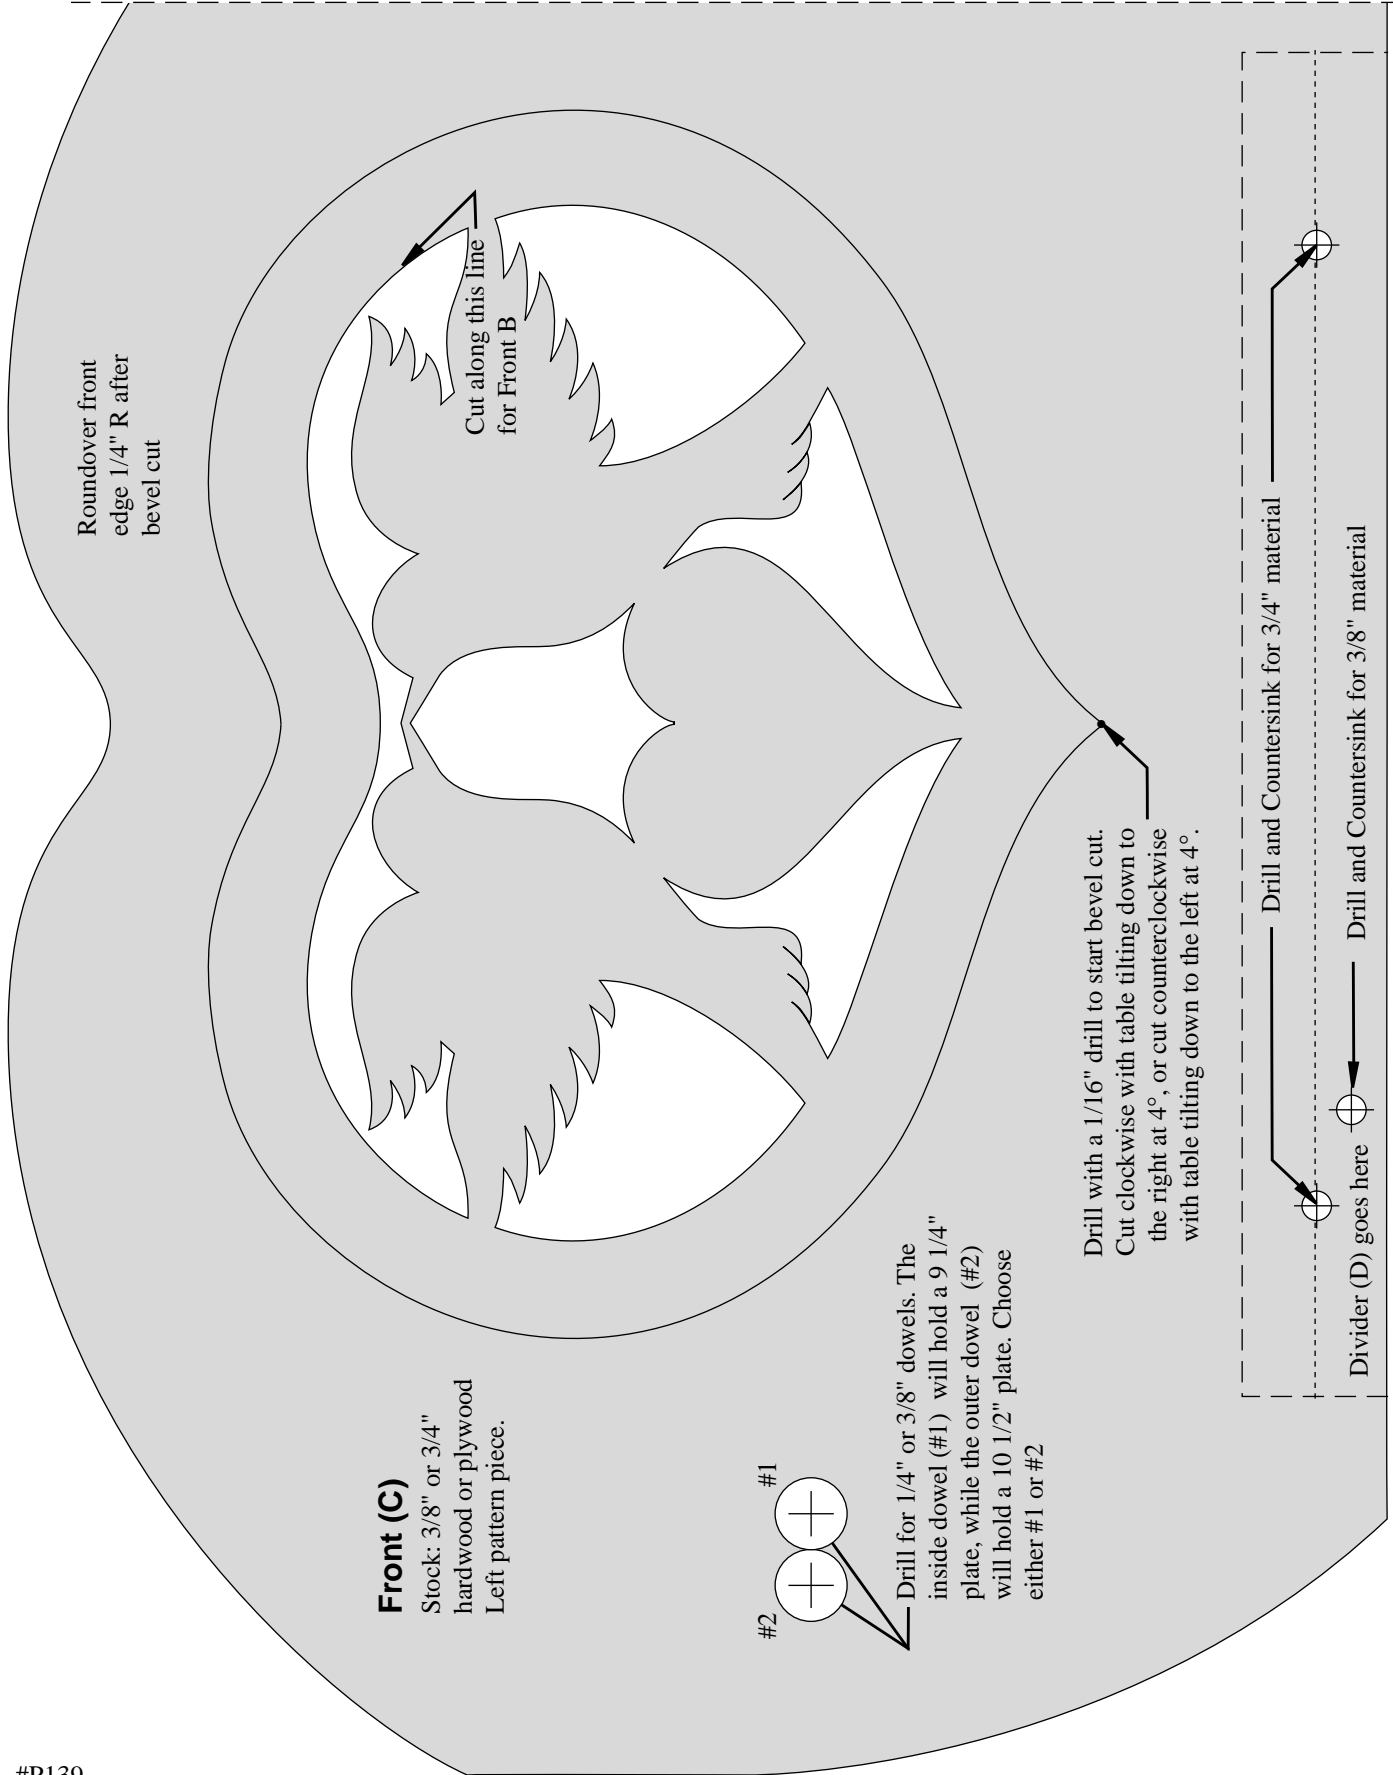 Roundover front
edge 1/4" R after
bevel cut
Cut along this line
for Front B
Front (C)
Stock: 3/8" or 3/4"
hardwood or plywood
Left pattern piece.
#1
#2
Drill for 1/4" or 3/8" dowels. The
inside dowel (#1) will hold a 9 1/4"
plate, while the outer dowel (#2)
will hold a 10 1/2" plate. Choose
either #1 or #2
Drill with a 1/16" drill to start bevel cut.
Cut clockwise with table tilting down to
the right at 4°, or cut counterclockwise
with table tilting down to the left at 4°.
Drill and Countersink for 3/4" material
Divider (D) goes here
Drill and Countersink for 3/8" material